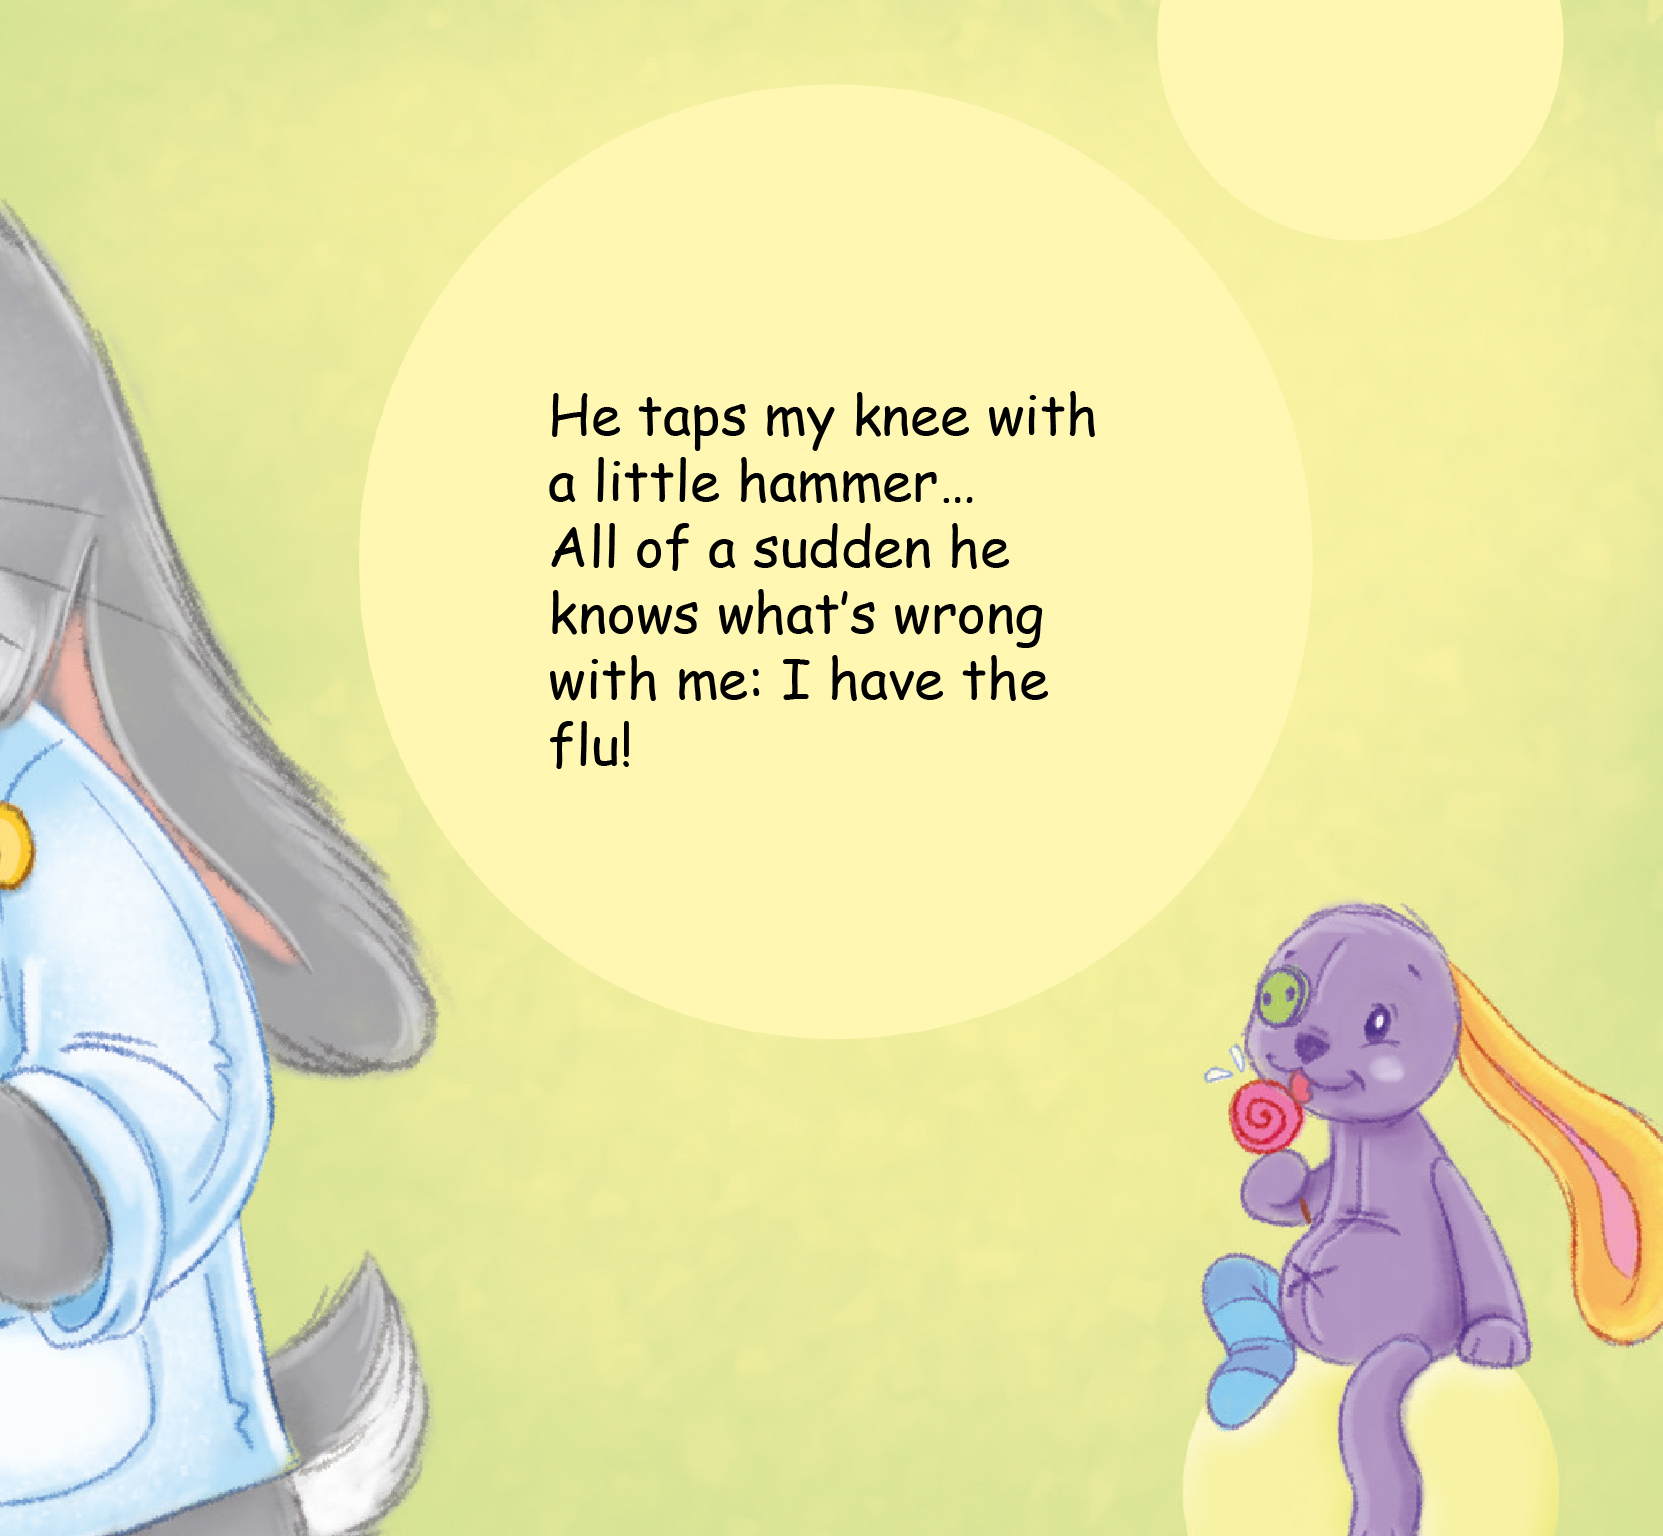 He taps my knee with
a little hammer…
All of a sudden he
knows what’s wrong
with me: I have the
flu!